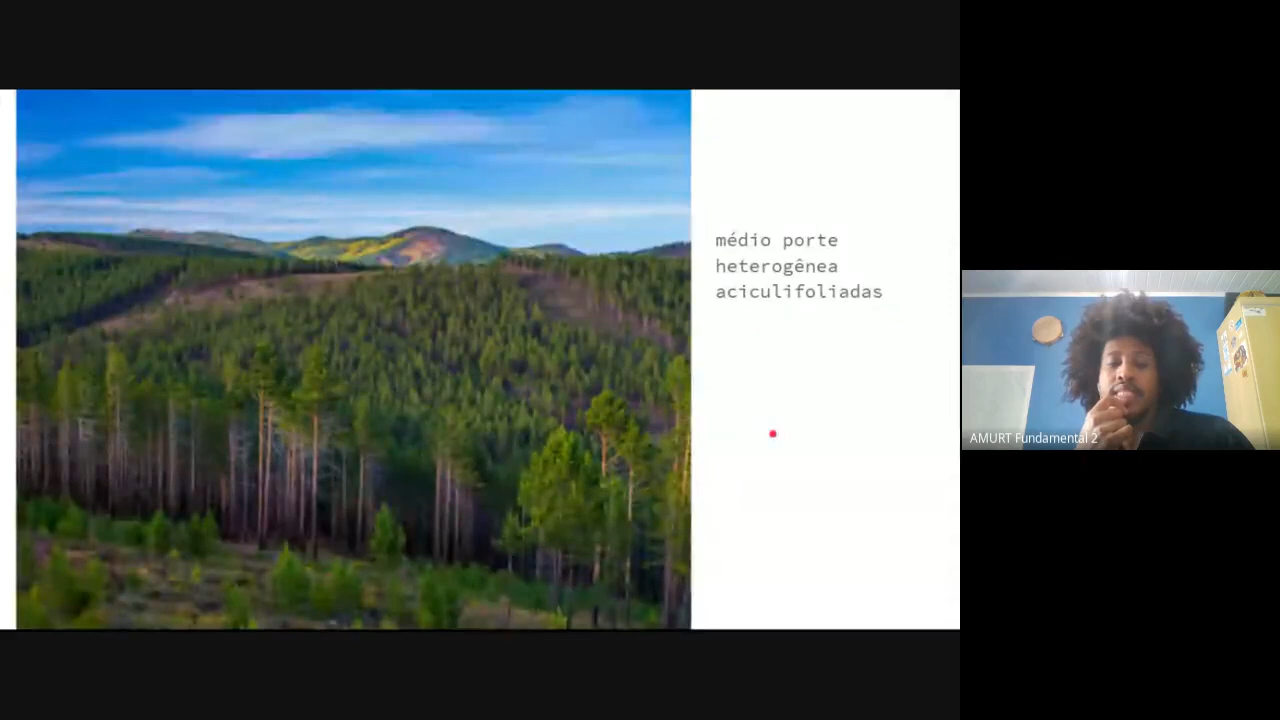 médio porte
heterogênea
aciculifoliadas
AMURT Fundamental 2